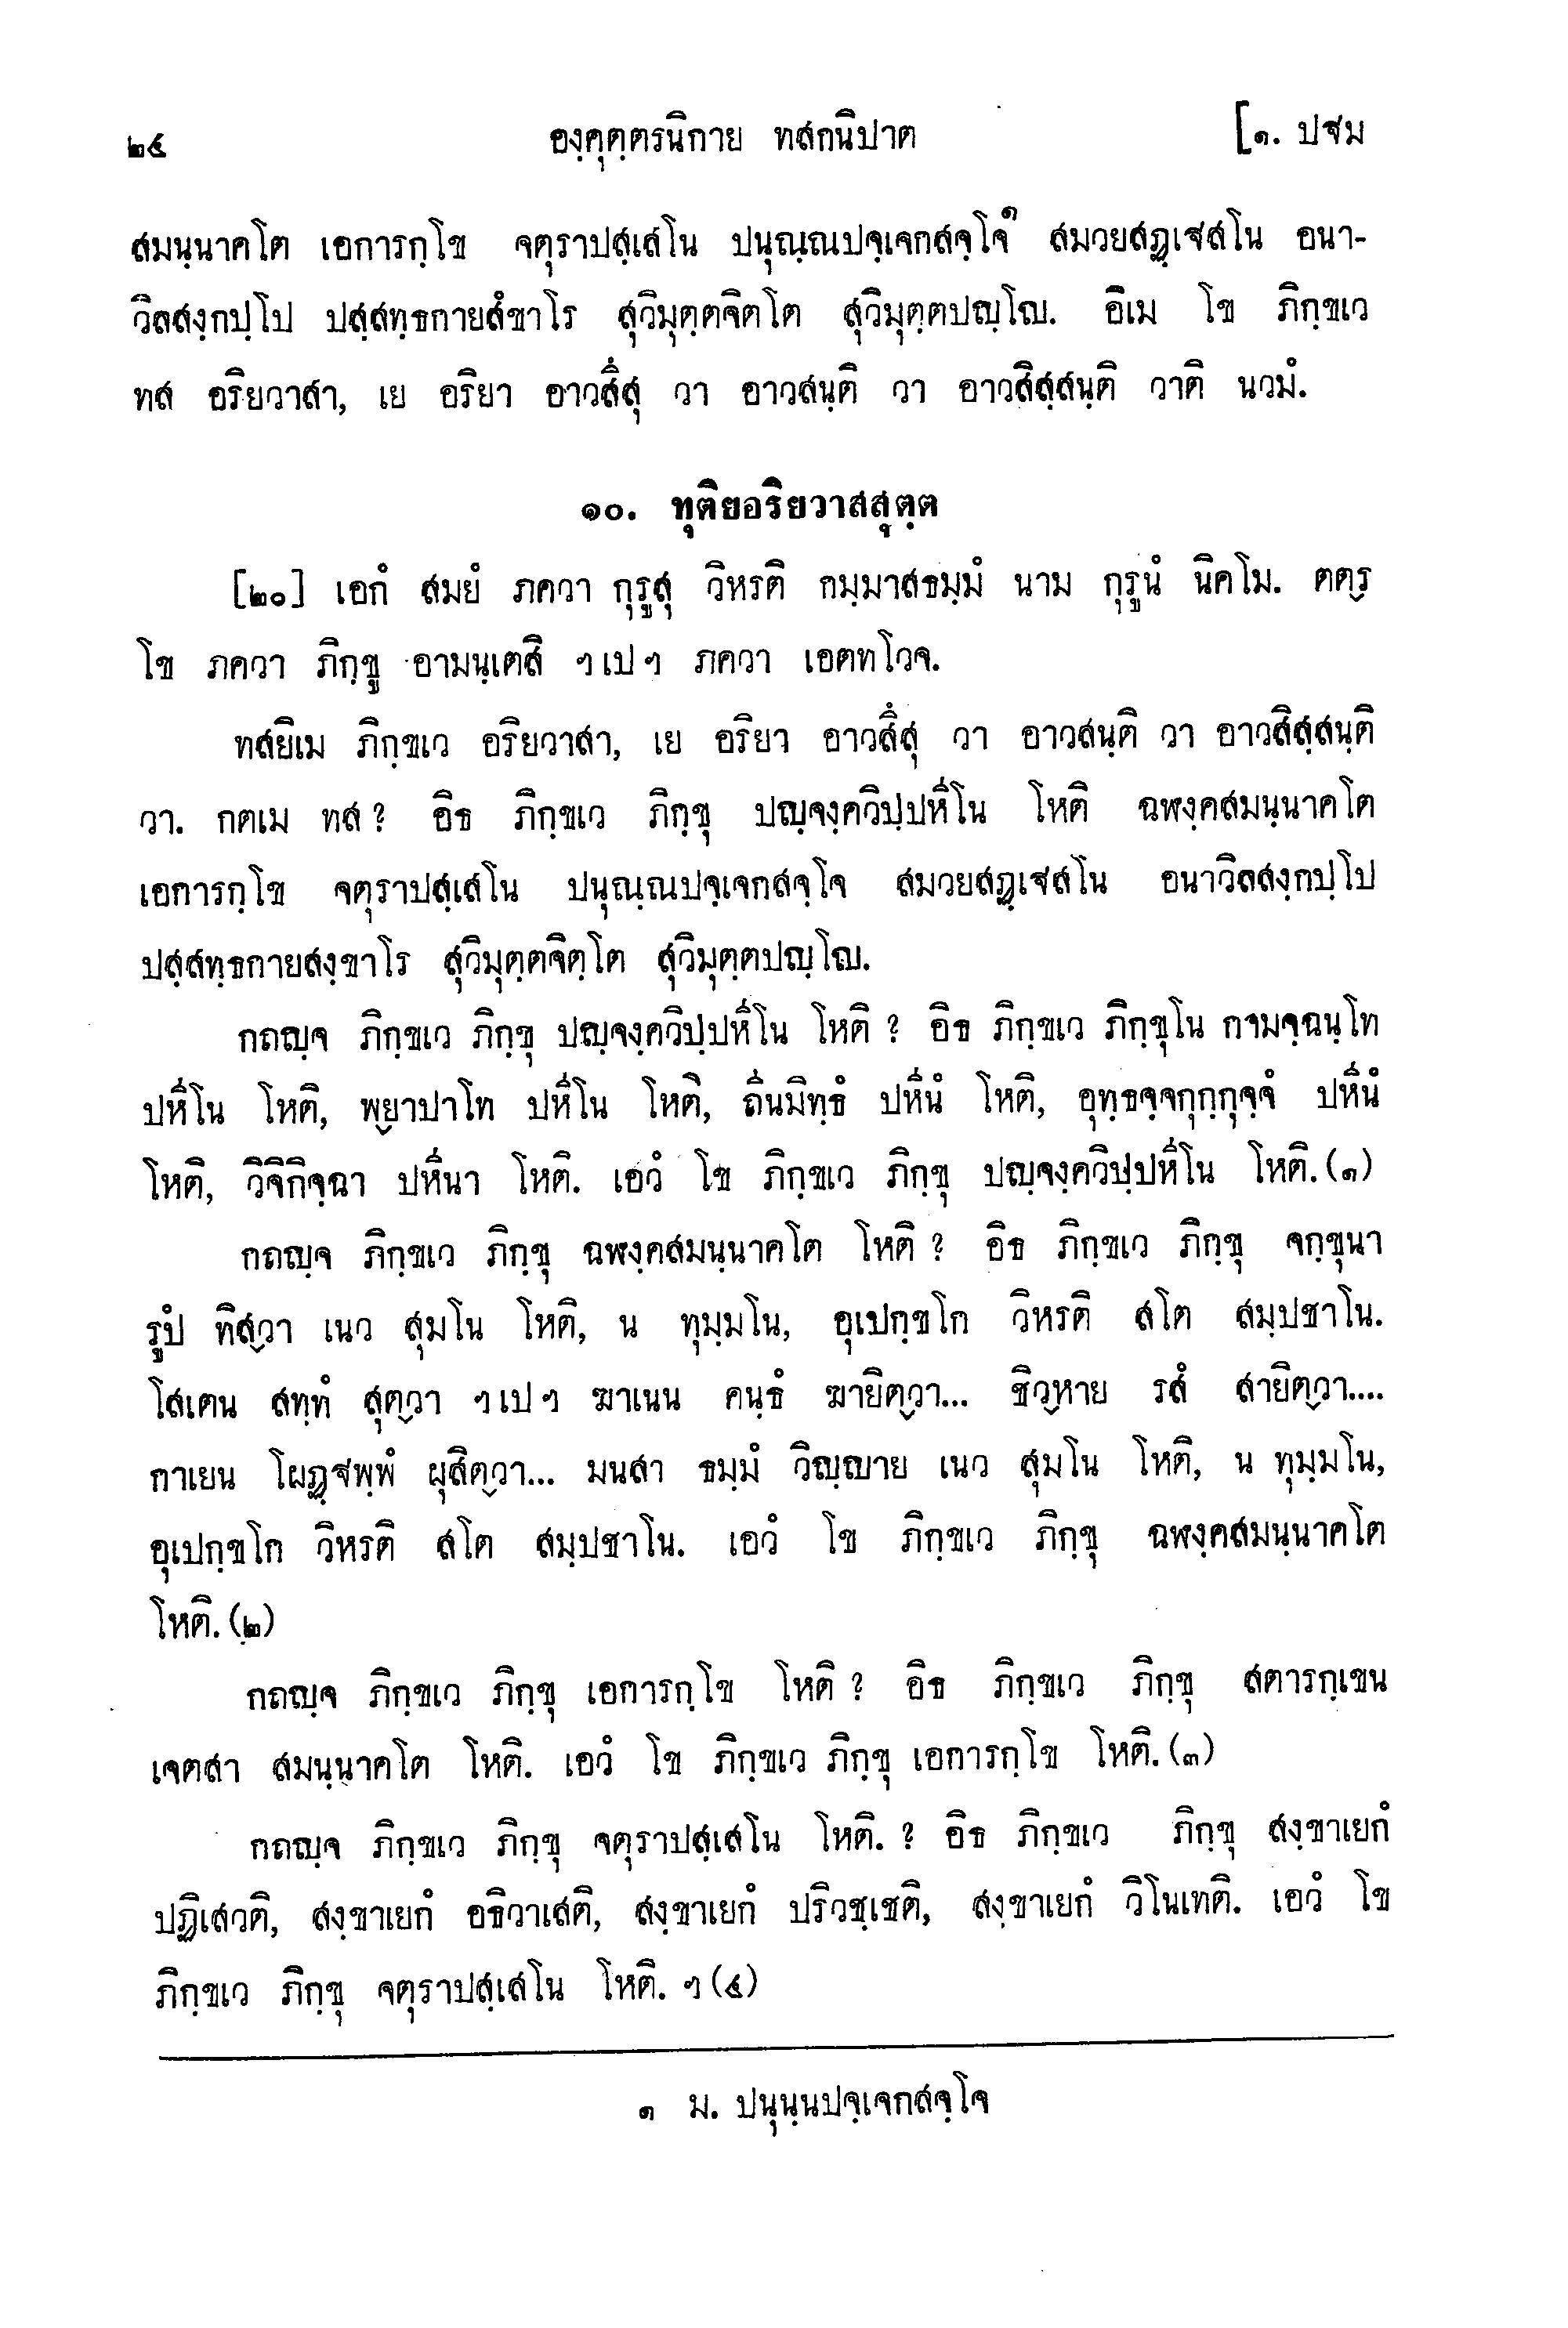 ๒๔ องฺคุตฺตรนิกาย ทสกนิปาต [๑. ปฐม
สมนฺนาคโต เอการกฺโข จตุราปสฺเสโน ปนุณฺณปจฺเจกสจฺโจ๑ สมวยสฏฺเฐสโน อนา-
วิลสงฺกปฺโป ปสฺสทฺธกายสํขาโร สุวิมุตฺตจิตโต สุวิมุตฺตปญฺโญ. อิเม โข ภิกฺขเว
ทส อริยวาสา, เย อริยา อาวสึสุ วา อาวสนฺติ วา อาวสิสฺสนฺติ วาติ นวมํ.
๑๐. ทุติยอริยวาสสุตฺต
[๒๐] เอกํ สมยํ ภควา กุรูสุ วิหรติ กมฺมาสธมฺมํ นาม กุรูนํ นิคโม. ตตฺร
โข ภควา ภิกฺขู อามนฺเตสิ ฯเปฯ ภควา เอตทโวจ.
ทสยิเม ภิกฺขเว อริยวาสา, เย อริยา อาวสึสุ วา อาวสนฺติ วา อาวสิสฺสนฺติ
วา. กตเม ทส ? อิธ ภิกฺขเว ภิกฺขุ ปญฺจงฺควิปฺปหีโน โหติ ฉฬงฺคสมนฺนาคโต
เอการกฺโข จตุราปสฺเสโน ปนุณฺณปจฺเจกสจฺโจ สมวยสฏฺเฐสโน อนาวิลสงฺกปฺโป
ปสฺสทฺธกายสงฺขาโร สุวิมุตฺตจิตฺโต สุวิมุตฺตปญฺโญ.
กถญฺจ ภิกฺขเว ภิกฺขุ ปญฺจงฺควิปฺปหีโน โหติ ? อิธ ภิกฺขเว ภิกฺขุโน กามจฺฉนฺโท
ปหีโน โหติ, พฺยาปาโท ปหีโน โหติ, ถีนมิทฺธํ ปหีนํ โหติ, อุทฺธจฺจกุกฺกุจฺจํ ปหีนํ
โหติ, วิจิกิจฺฉา ปหีนา โหติ. เอวํ โข ภิกฺขเว ภิกฺขุ ปญฺจงฺควิปฺปหีโน โหติ.(๑)
กถญฺจ ภิกฺขเว ภิกฺขุ ฉฬงฺคสมนฺนาคโต โหติ ? อิธ ภิกฺขเว ภิกฺขุ จกฺขุนา
รูปํ ทิสฺวา เนว สุมโน โหติ, น ทุมฺมโน, อุเปกฺขโก วิหรติ สโต สมฺปชาโน.
โสเตน สทฺทํ สุตฺวา ฯเปฯ ฆาเนน คนฺธํ ฆายิตฺวา... ชิวฺหาย รสํ สายิตฺวา....
กาเยน โผฏฺฐพฺพํ ผุสิตฺวา... มนสา ธมฺมํ วิญฺญาย เนว สุมโน โหติ, น ทุมฺมโน,
อุเปกฺขโก วิหรติ สโต สมฺปชาโน. เอวํ โข ภิกฺขเว ภิกฺขุ ฉฬงฺคสมนฺนาคโต
โหติ.(๒)
กถญฺจ ภิกฺขเว ภิกฺขุ เอการกฺโข โหติ ? อิธ ภิกฺขเว ภิกฺขุ สตารกฺเขน
เจตสา สมนฺนาคโต โหติ. เอวํ โข ภิกฺขเว ภิกฺขุ เอการกฺโข โหติ.(๓)
กถญฺจ ภิกฺขเว ภิกฺขุ จตุราปสฺเสโน โหติ. ? อิธ ภิกฺขเว ภิกฺขุ สงฺขาเยกํ
ปฏิเสวติ, สงฺขาเยกํ อธิวาเสติ, สงฺขาเยกํ ปริวชฺเชติ, สงฺขาเยกํ วิโนเทติ. เอวํ โข
ภิกฺขเว ภิกฺขุ จตุราปสฺเสโน โหติ. ฯ(๔)
๑ ม. ปนุนฺนปจฺเจกสจฺโจ